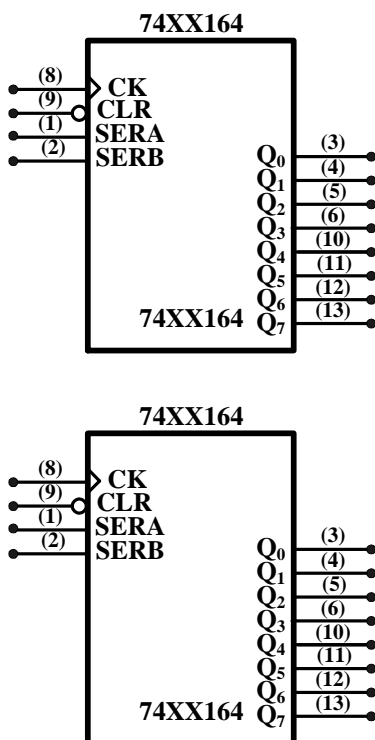 74XX164
(8) CK
(9) CLR
(1) SERA
(2) SERB
Q0 (3)
Q1 (4)
Q2 (5)
Q3 (6)
Q4 (10)
Q5 (11)
Q6 (12)
74XX164 Q7 (13)
74XX164
(8) CK
(9) CLR
(1) SERA
(2) SERB
Q0 (3)
Q1 (4)
Q2 (5)
Q3 (6)
Q4 (10)
Q5 (11)
Q6 (12)
74XX164 Q7 (13)